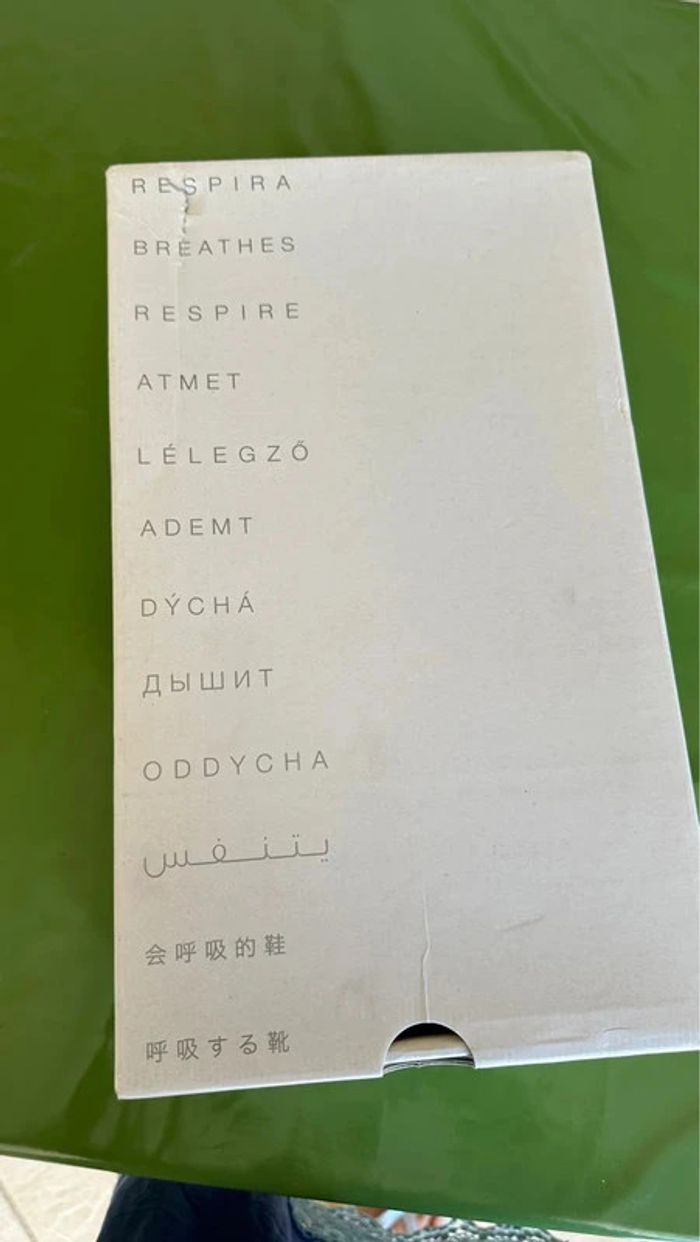 RESPIRA
BREATHES
RESPIRE
ATMET
LÉLEGZŐ
ADEMT
DÝCHÁ
ДЫШИТ
ODDYCHA
يتنفس
会呼吸的鞋
呼吸する靴